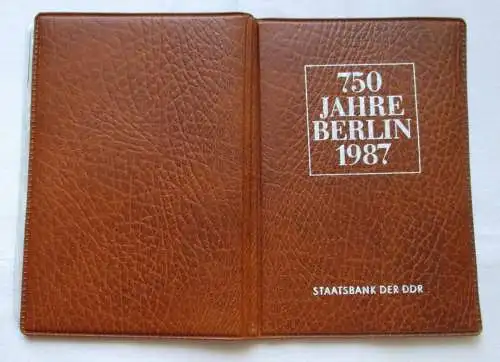 750
JAHRE
BERLIN
1987
STAATSBANK DER DDR